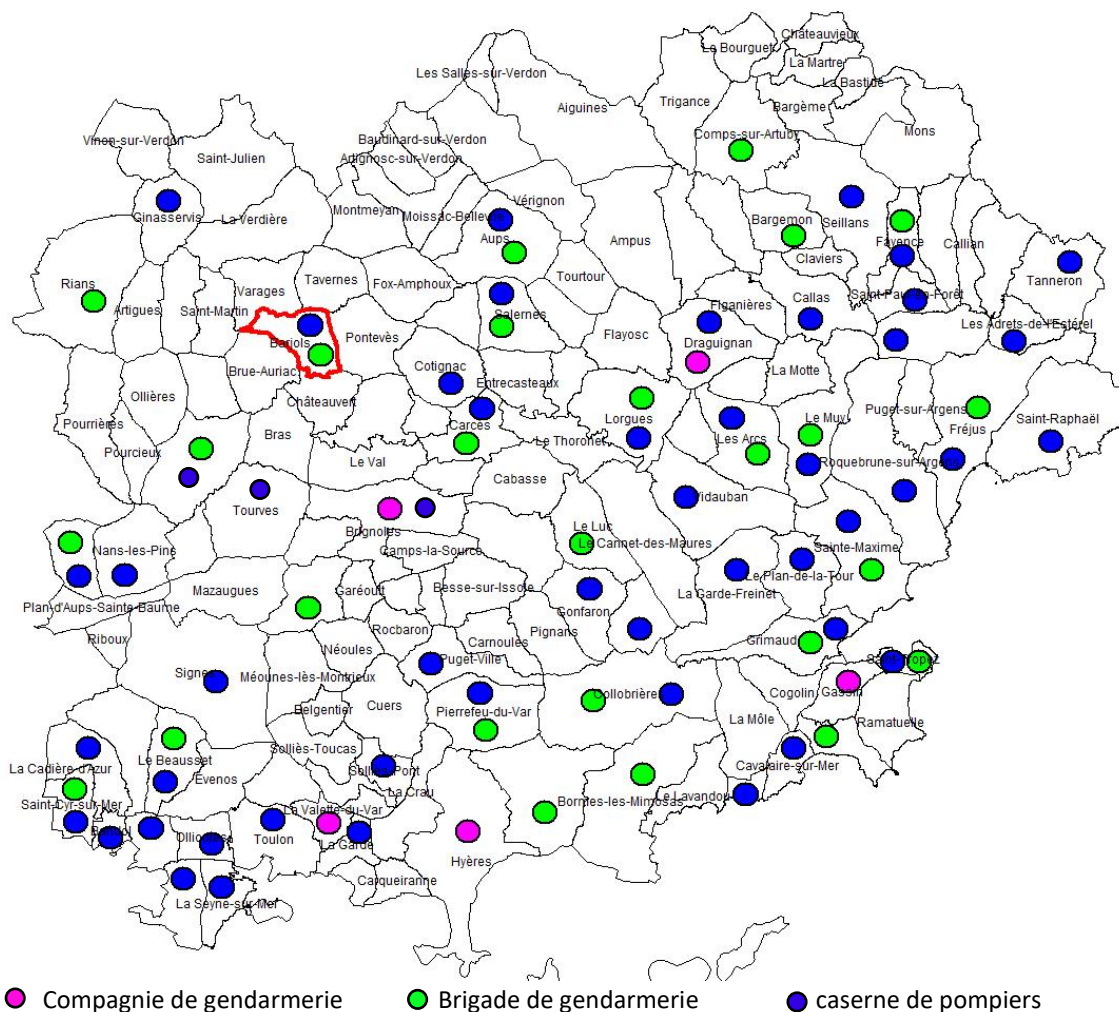 Châteauvieux
Le Bourguet
La Martre
La Bastide
Les Salles-sur-Verdon
Aiguines
Trigance
Bargème
Comps-sur-Artuby
Mons
Vinon-sur-Verdon
Saint-Julien
Baudinard-sur-Verdon
Artignosc-sur-Verdon
Ginasservis
La Verdière
Montmeyan
Moissac-Bellevue
Vérignon
Aups
Ampus
Bargemon
Seillans
Fayence
Callian
Claviers
Tanneron
Rians
Artigues
Saint-Martin
Varages
Tavernes
Fox-Amphoux
Tourtour
Salernes
Figanières
Callas
Saint-Paul-en-Forêt
Les Adrets-de-l'Estérel
Barjols
Pontevès
Flayosc
Draguignan
Brue-Auriac
Cotignac
Entrecasteaux
La Motte
Ollières
Châteauvert
Pourrières
Carcès
Lorgues
Le Muy
Puget-sur-Argens
Fréjus
Saint-Raphaël
Pourcieux
Bras
Le Thoronet
Les Arcs
Le Val
Roquebrune-sur-Argens
Cabasse
Tourves
Vidauban
Brignoles
Le Luc
Le Cannet-des-Maures
Nans-les-Pins
Camps-la-Source
Sainte-Maxime
Le Plan-de-la-Tour
Mazaugues
Garéoult
Besse-sur-Issole
La Garde-Freinet
Plan-d'Aups-Sainte-Baume
Gonfaron
Riboux
Rocbaron
Pignans
Carnoules
Grimaud
Néoules
Puget-Ville
Saint-Tropez
Signes
Méounes-lès-Montrieux
Collobrières
Cogolin
Gassin
Belgentier
Cuers
Pierrefeu-du-Var
La Môle
Ramatuelle
Solliès-Toucas
La Cadière-d'Azur
Le Beausset
Evenos
Solliès-Pont
Cavalaire-sur-Mer
La Crau
Saint-Cyr-sur-Mer
La Valette-du-Var
Bormes-les-Mimosas
Le Lavandou
Bandol
Ollioules
Toulon
La Garde
Hyères
Carqueiranne
La Seyne-sur-Mer
Compagnie de gendarmerie
Brigade de gendarmerie
caserne de pompiers